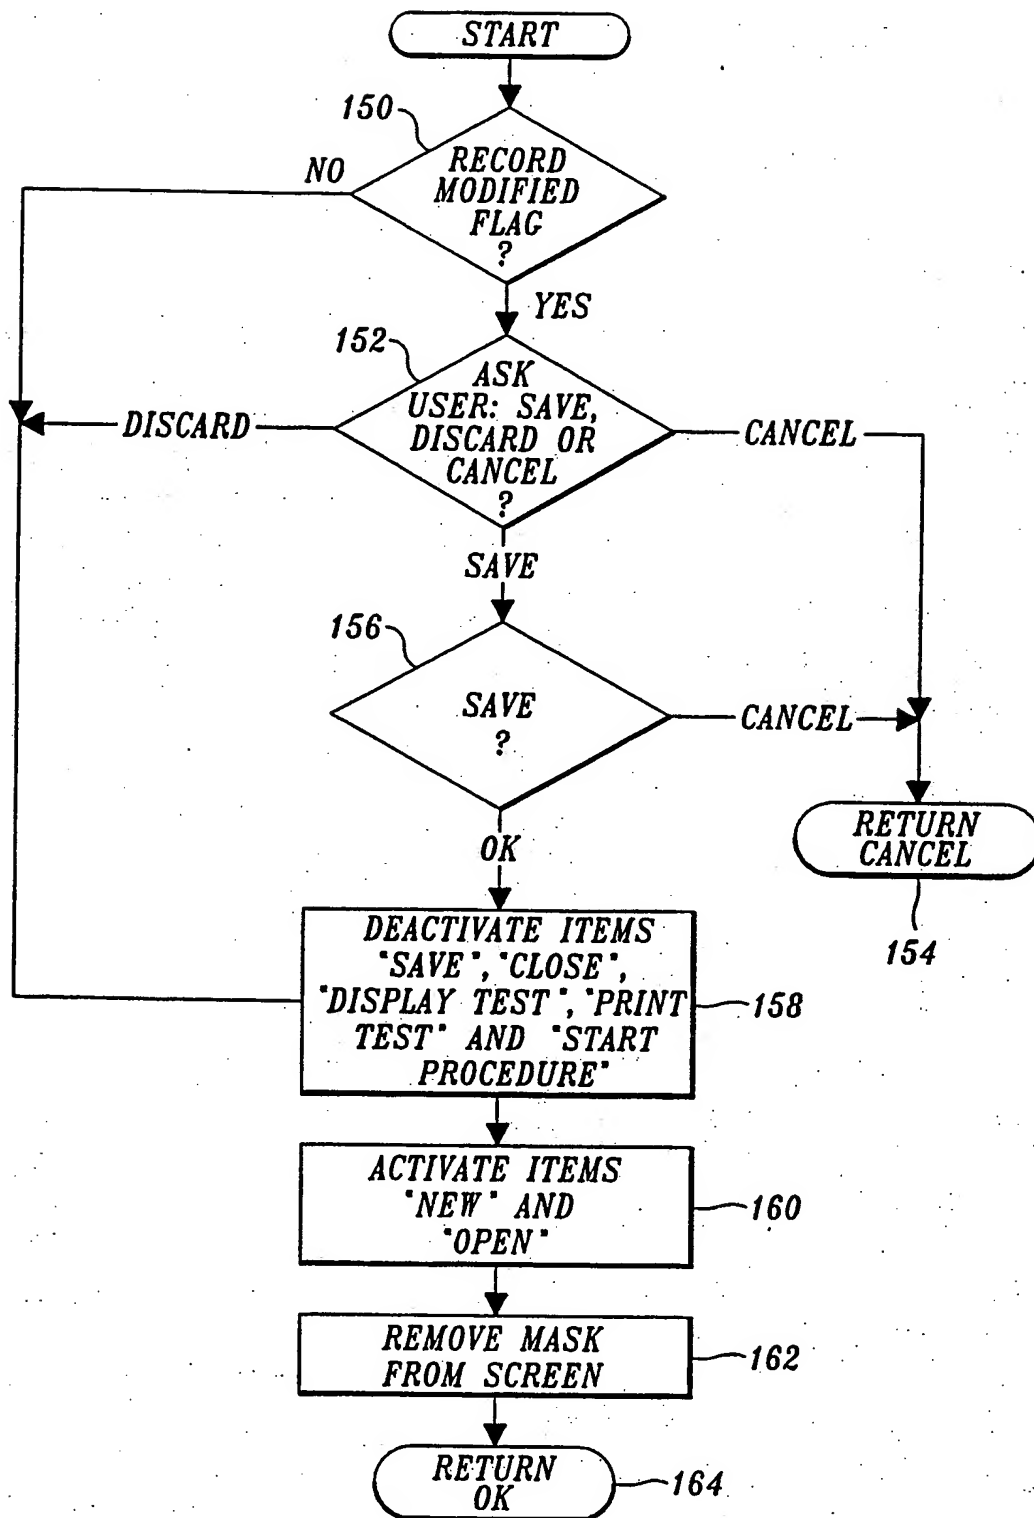 START
150
RECORD
MODIFIED
FLAG
?
NO
YES
152
ASK
USER: SAVE,
DISCARD OR
CANCEL
?
DISCARD
CANCEL
SAVE
156
SAVE
?
CANCEL
OK
RETURN
CANCEL
154
DEACTIVATE ITEMS
"SAVE", "CLOSE",
"DISPLAY TEST", "PRINT
TEST" AND "START
PROCEDURE"
158
ACTIVATE ITEMS
"NEW" AND
"OPEN"
160
REMOVE MASK
FROM SCREEN
162
RETURN
OK
164